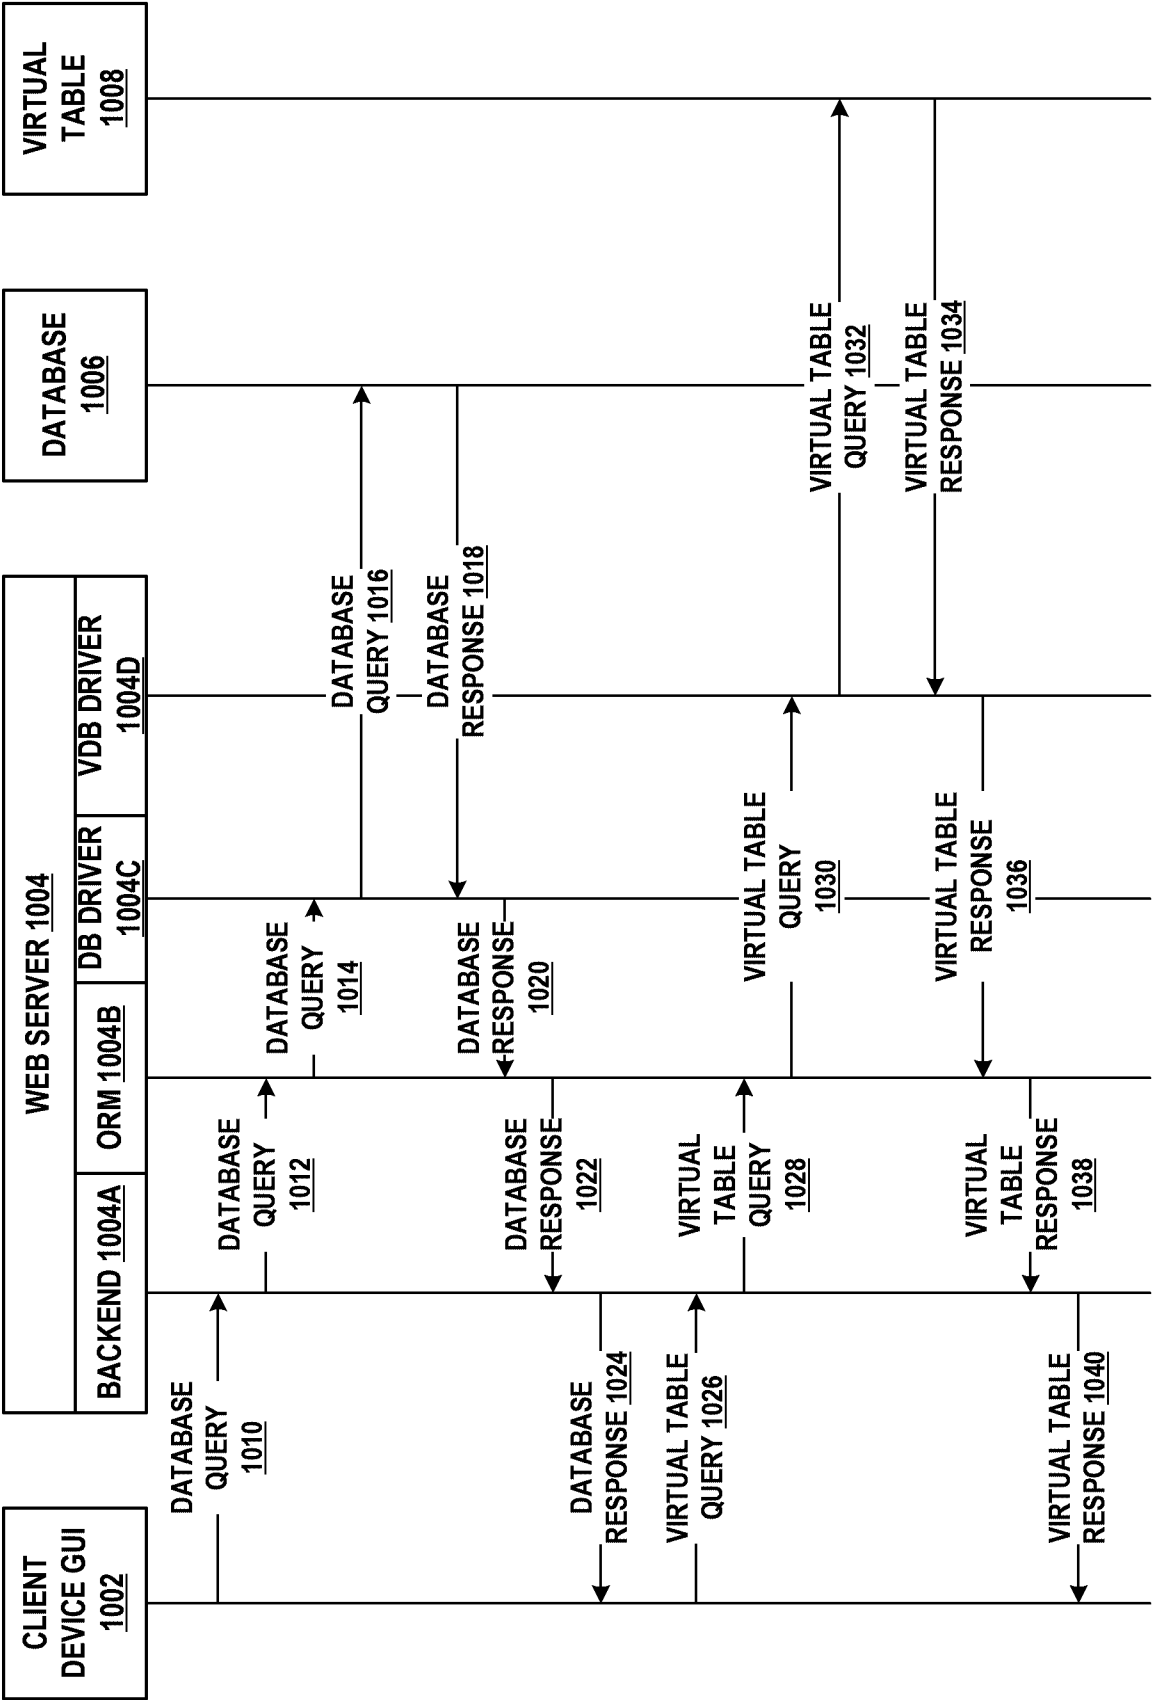 CLIENT
DEVICE GUI
1002
WEB SERVER 1004
BACKEND 1004A
ORM 1004B
DB DRIVER
1004C
VDB DRIVER
1004D
DATABASE
1006
VIRTUAL
TABLE
1008
DATABASE
QUERY
1010
DATABASE
QUERY
1012
DATABASE
QUERY
1014
DATABASE
QUERY 1016
DATABASE
RESPONSE 1018
DATABASE
RESPONSE
1020
DATABASE
RESPONSE
1022
DATABASE
RESPONSE 1024
VIRTUAL TABLE
QUERY 1026
VIRTUAL
TABLE
QUERY
1028
VIRTUAL TABLE
QUERY
1030
VIRTUAL TABLE
QUERY 1032
VIRTUAL TABLE
RESPONSE 1034
VIRTUAL TABLE
RESPONSE
1036
VIRTUAL
TABLE
RESPONSE
1038
VIRTUAL TABLE
RESPONSE 1040